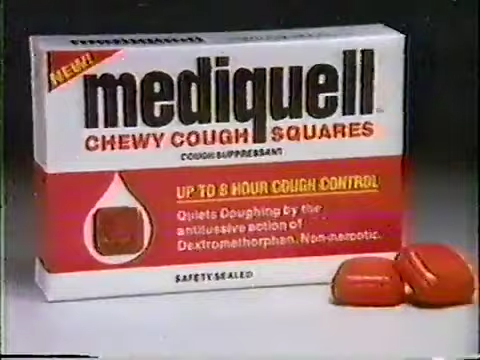 NEW!
mediquell
CHEWY COUGH SQUARES
COUGH SUPPRESSANT
UP TO 8 HOUR COUGH CONTROL
Quiets Coughing by the
antitussive action of
Dextromethorphan. Non-narcotic.
SAFETY SEALED